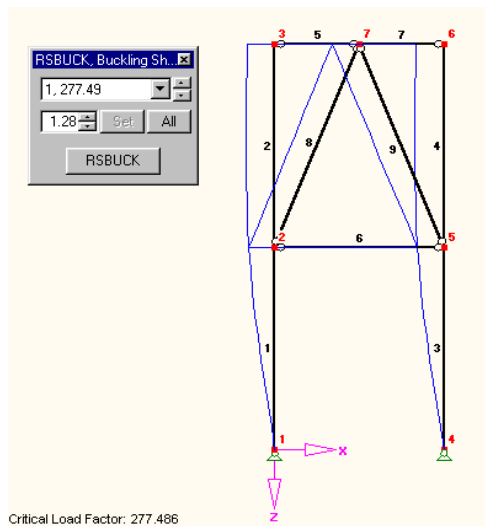 RSBUCK, Buckling Sh...
1, 277.49
1.28 Set All
RSBUCK
3 5 7 7 6
2 8 9 4
2 6 5
1 3
1 x 4
z
Critical Load Factor: 277.486